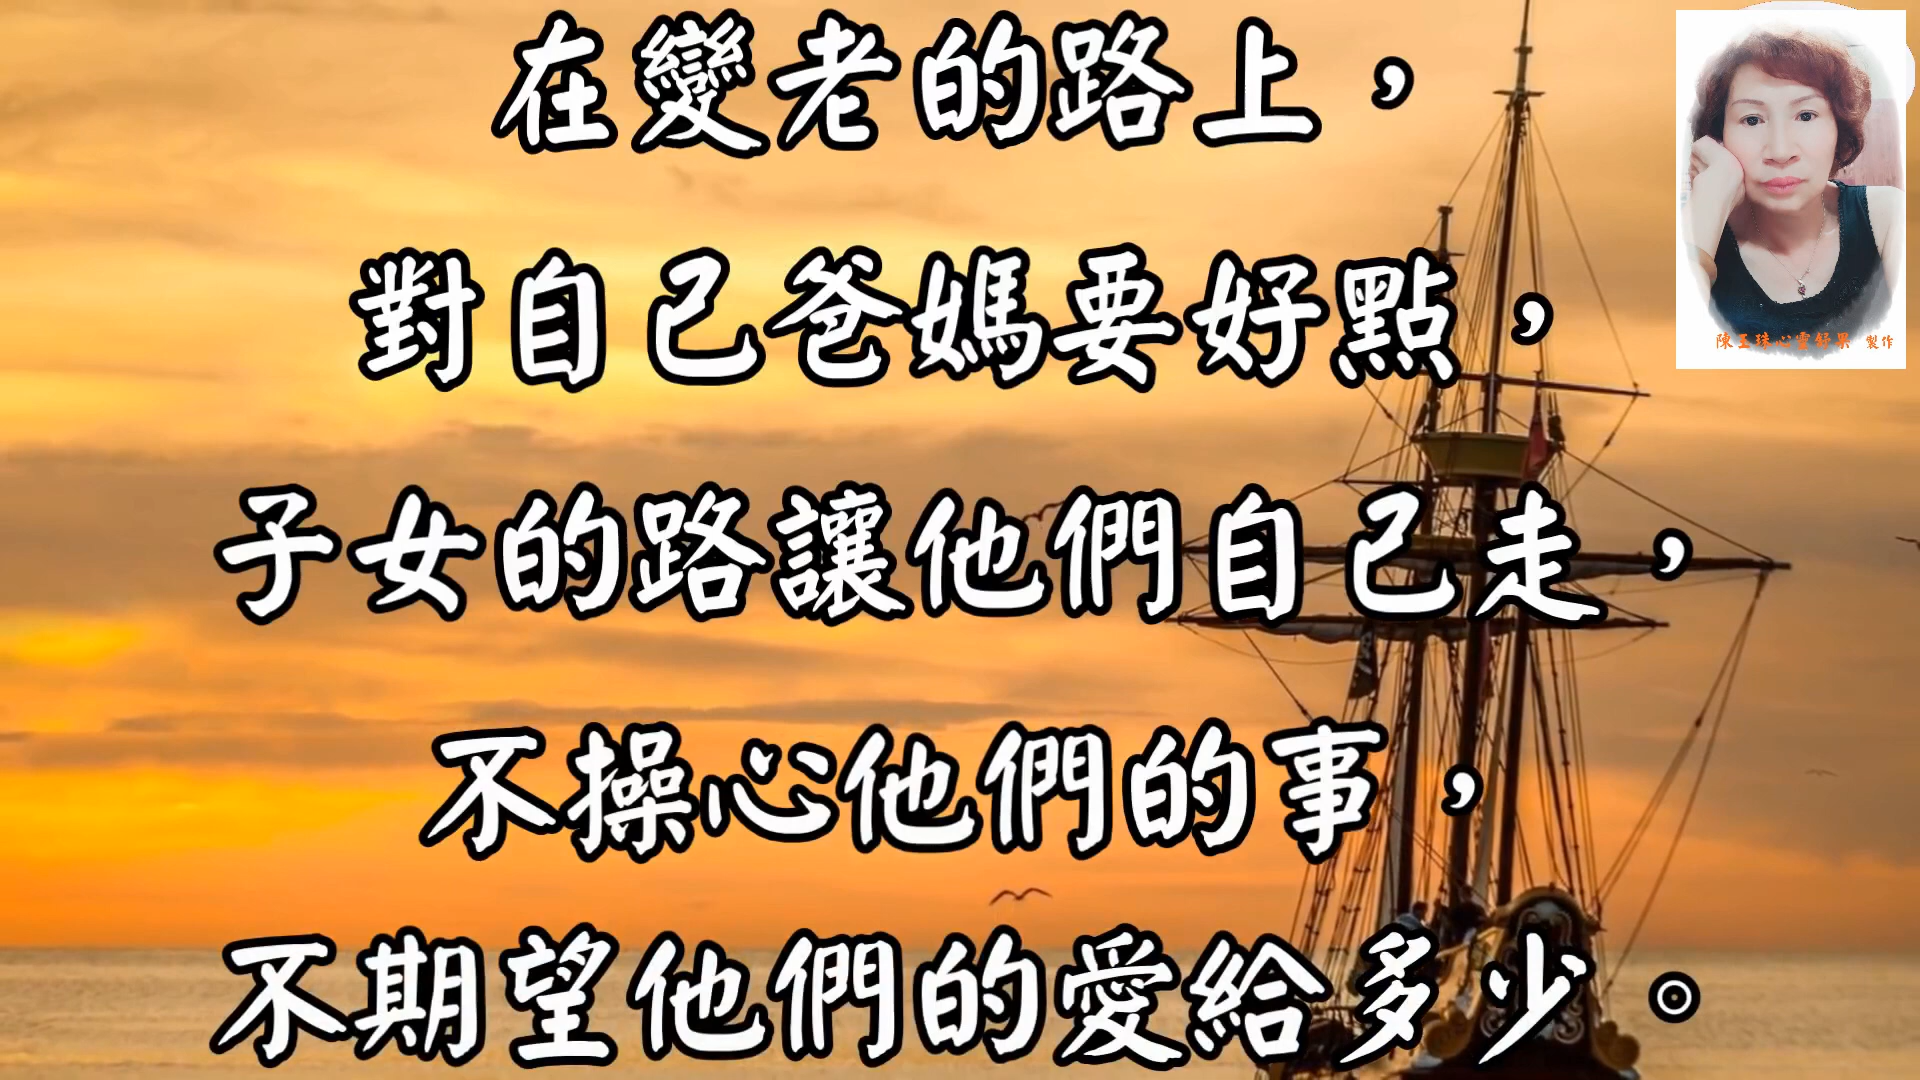 在變老的路上，
對自己爸媽要好點，
子女的路讓他們自己走，
不操心他們的事，
不期望他們的愛給多少。
陳玉珠心靈舒果 製作